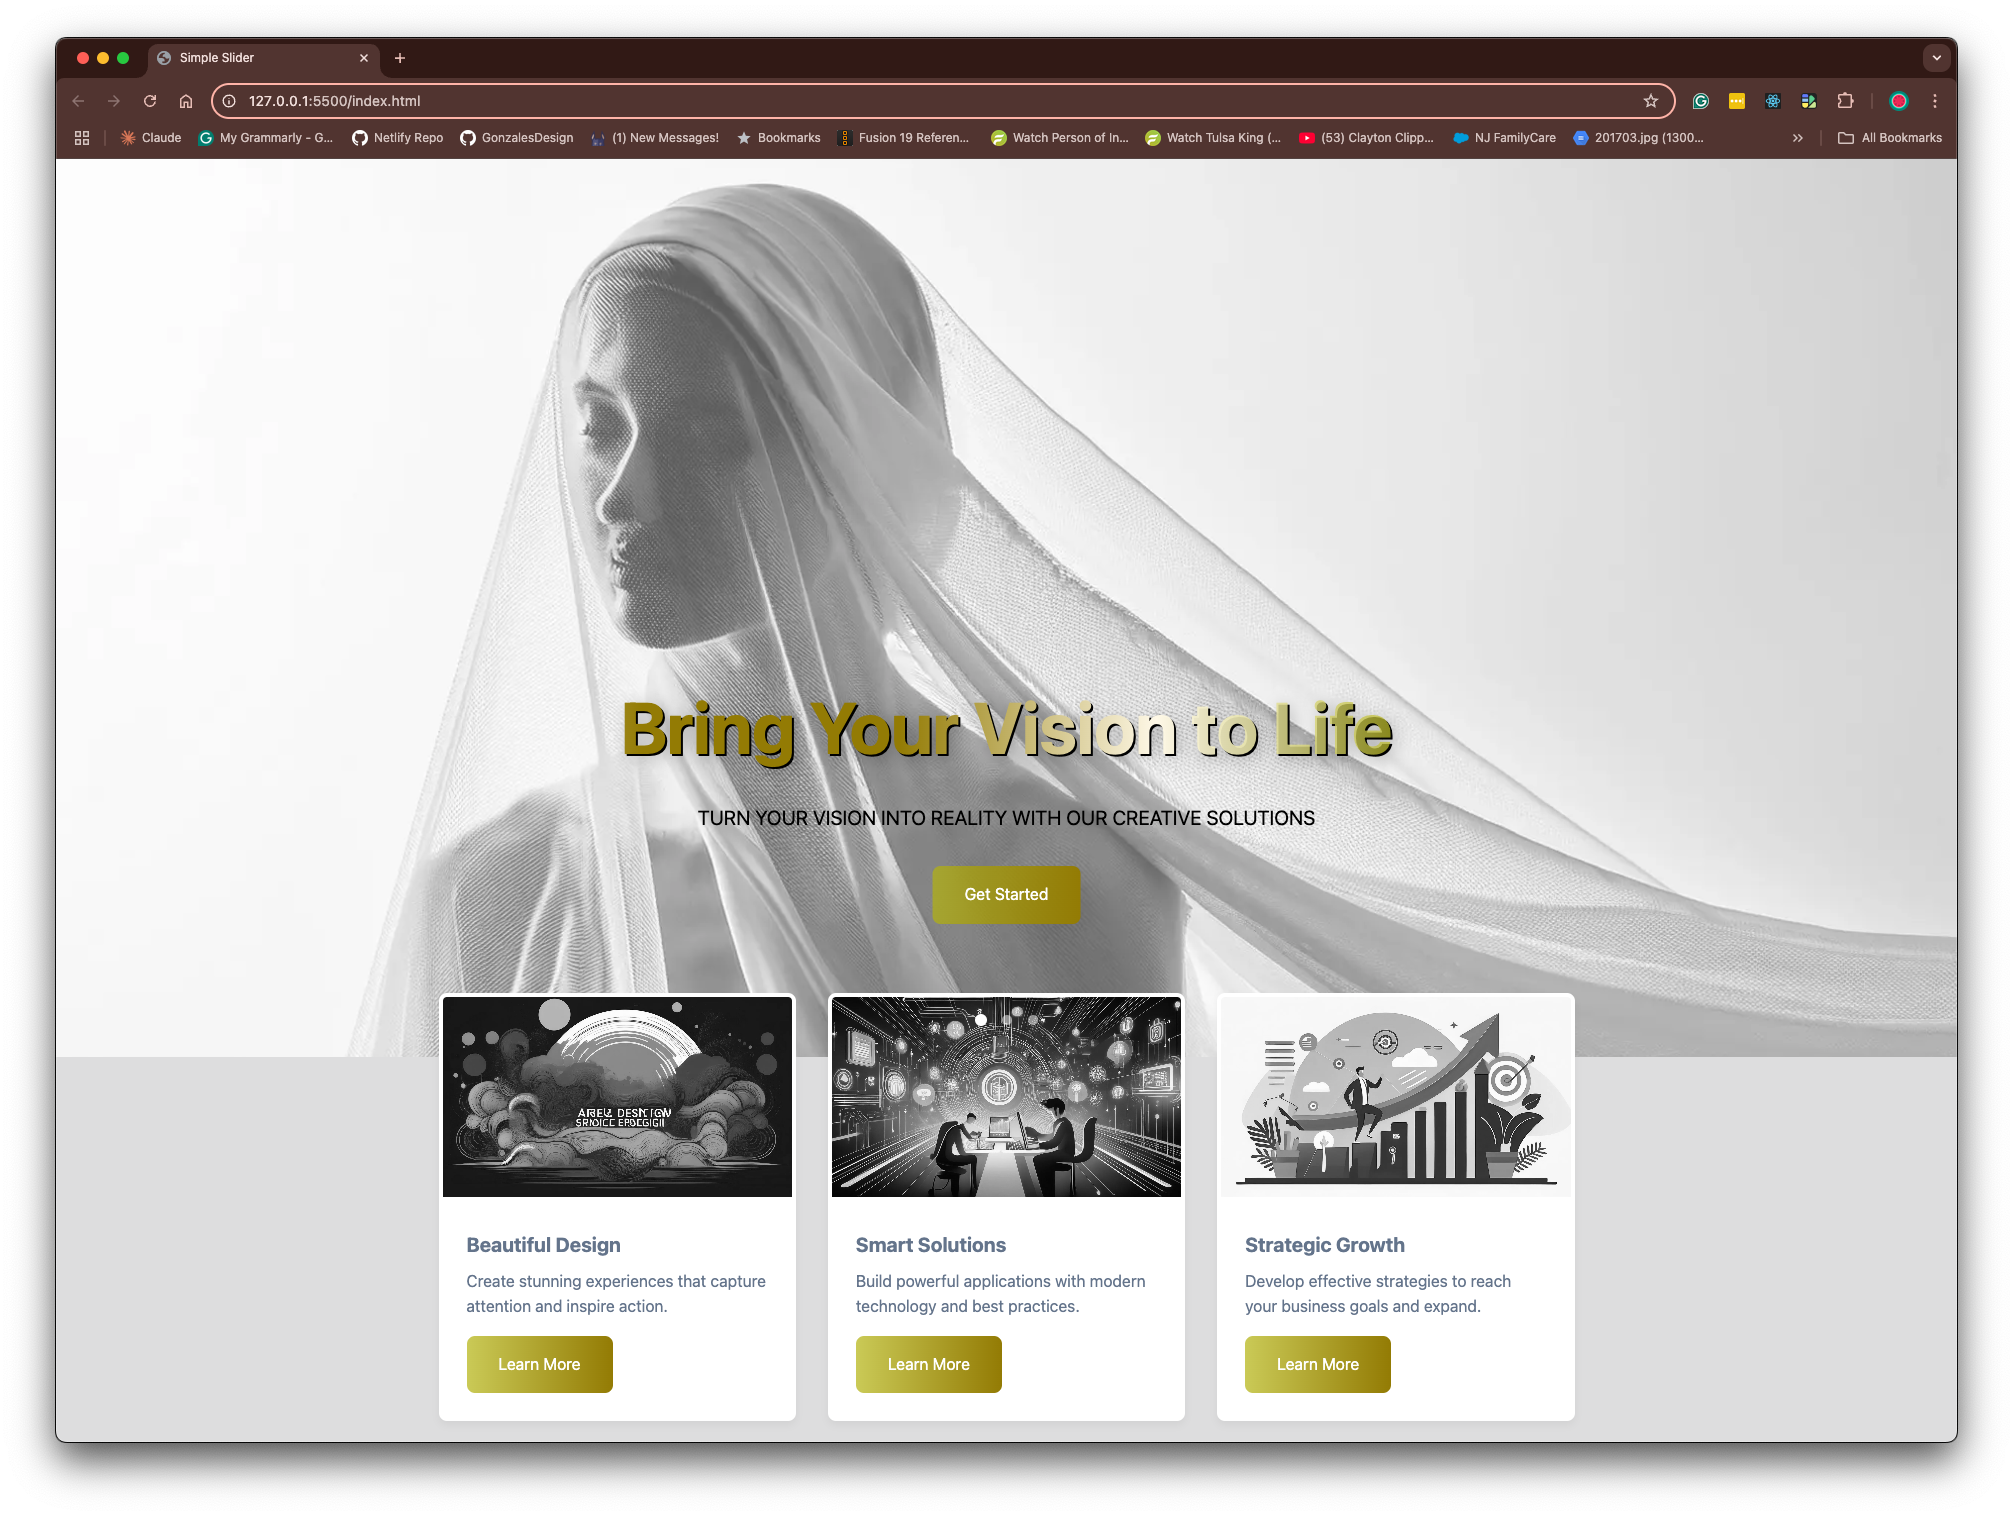 Simple Slider
127.0.0.1:5500/index.html
Claude
My Grammarly - G...
Netlify Repo
GonzalesDesign
(1) New Messages!
Bookmarks
Fusion 19 Referen...
Watch Person of In...
Watch Tulsa King (...
(53) Clayton Clipp...
NJ FamilyCare
201703.jpg (1300...
All Bookmarks
Bring Your Vision to Life
TURN YOUR VISION INTO REALITY WITH OUR CREATIVE SOLUTIONS
Get Started
Beautiful Design
Create stunning experiences that capture
attention and inspire action.
Learn More
Smart Solutions
Build powerful applications with modern
technology and best practices.
Learn More
Strategic Growth
Develop effective strategies to reach
your business goals and expand.
Learn More